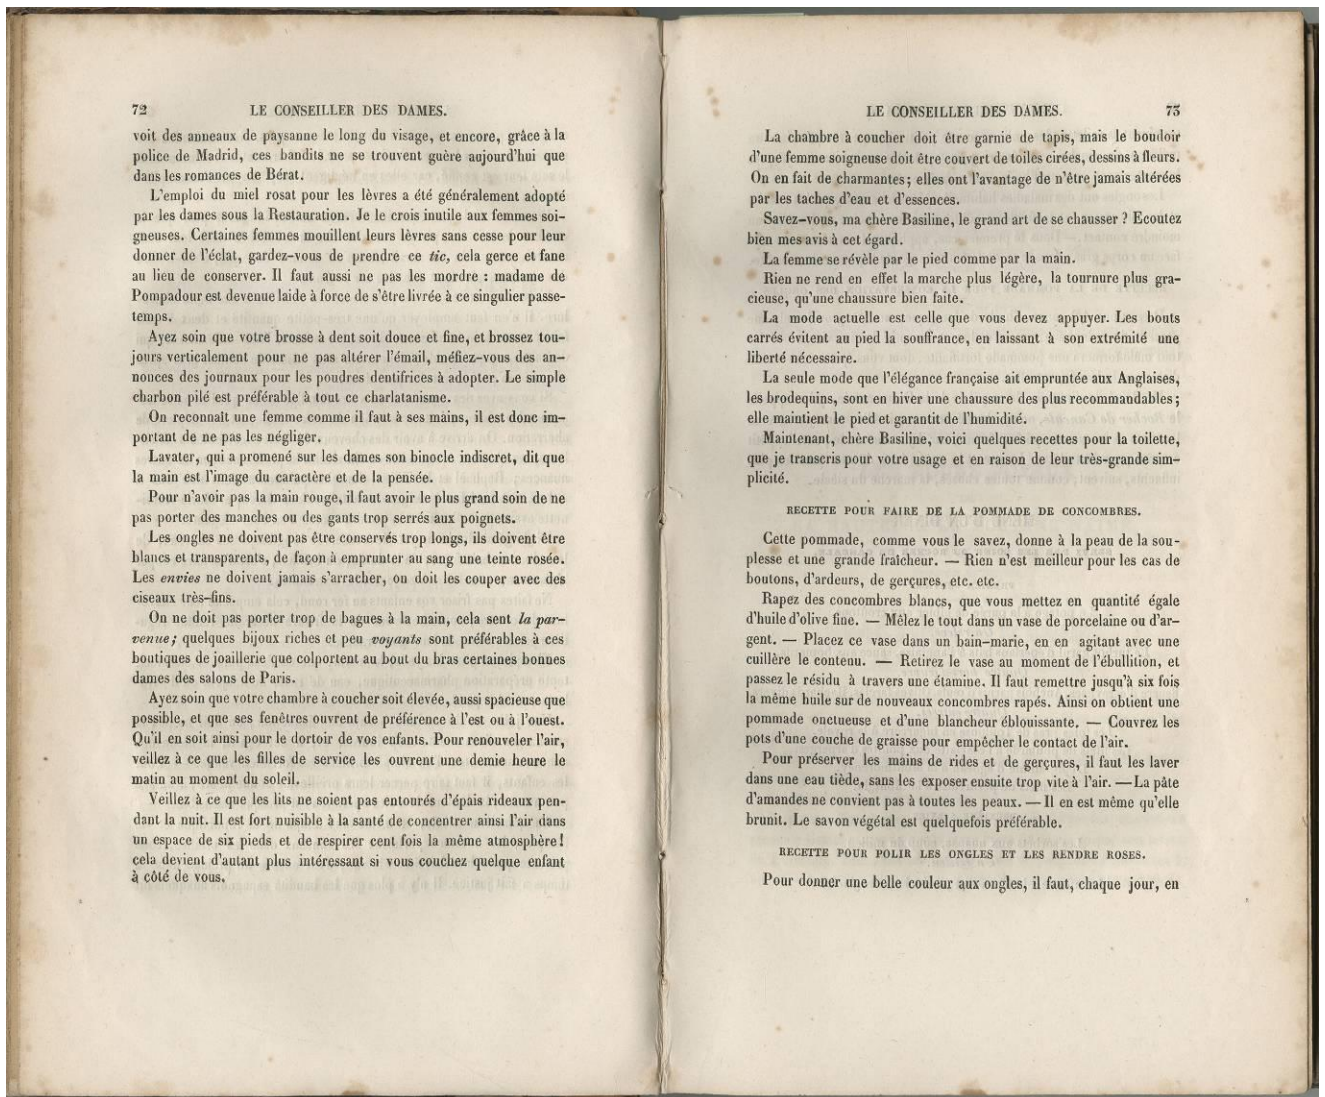 72 LE CONSEILLER DES DAMES.
voit des anneaux de paysanne le long du visage, et encore, grâce à la
police de Madrid, ces bandits ne se trouvent guère aujourd'hui que
dans les romances de Bérat.
L'emploi du miel rosat pour les lèvres a été généralement adopté
par les dames sous la Restauration. Je le crois inutile aux femmes soi-
gneuses. Certaines femmes mouillent leurs lèvres sans cesse pour leur
donner de l'éclat, gardez-vous de prendre ce tic, cela gerce et fane
au lieu de conserver. Il faut aussi ne pas les mordre : madame de
Pompadour est devenue laide à force de s'être livrée à ce singulier passe-
temps.
Ayez soin que votre brosse à dent soit douce et fine, et brossez tou-
jours verticalement pour ne pas altérer l'émail, méfiez-vous des an-
nonces des journaux pour les poudres dentifrices à adopter. Le simple
charbon pilé est préférable à tout ce charlatanisme.
On reconnaît une femme comme il faut à ses mains, il est donc im-
portant de ne pas les négliger.
Lavater, qui a promené sur les dames son binocle indiscret, dit que
la main est l'image du caractère et de la pensée.
Pour n'avoir pas la main rouge, il faut avoir le plus grand soin de ne
pas porter des manches ou des gants trop serrés aux poignets.
Les ongles ne doivent pas être conservés trop longs, ils doivent être
blancs et transparents, de façon à emprunter au sang une teinte rosée.
Les envies ne doivent jamais s'arracher, on doit les couper avec des
ciseaux très-fins.
On ne doit pas porter trop de bagues à la main, cela sent la par-
venue; quelques bijoux riches et peu voyants sont préférables à ces
boutiques de joaillerie que colportent au bout du bras certaines bonnes
dames des salons de Paris.
Ayez soin que votre chambre à coucher soit élevée, aussi spacieuse que
possible, et que ses fenêtres ouvrent de préférence à l'est ou à l'ouest.
Qu'il en soit ainsi pour le dortoir de vos enfants. Pour renouveler l'air,
veillez à ce que les filles de service les ouvrent une demie heure le
matin au moment du soleil.
Veillez à ce que les lits ne soient pas entourés d'épais rideaux pen-
dant la nuit. Il est fort nuisible à la santé de concentrer ainsi l'air dans
un espace de six pieds et de respirer cent fois la même atmosphère!
cela devient d'autant plus intéressant si vous couchez quelque enfant
à côté de vous.
LE CONSEILLER DES DAMES. 73
La chambre à coucher doit être garnie de tapis, mais le boudoir
d'une femme soigneuse doit être couvert de toiles cirées, dessins à fleurs.
On en fait de charmantes; elles ont l'avantage de n'être jamais altérées
par les taches d'eau et d'essences.
Savez-vous, ma chère Basiline, le grand art de se chausser ? Ecoutez
bien mes avis à cet égard.
La femme se révèle par le pied comme par la main.
Rien ne rend en effet la marche plus légère, la tournure plus gra-
cieuse, qu'une chaussure bien faite.
La mode actuelle est celle que vous devez appuyer. Les bouts
carrés évitent au pied la souffrance, en laissant à son extrémité une
liberté nécessaire.
La seule mode que l'élégance française ait empruntée aux Anglaises,
les brodequins, sont en hiver une chaussure des plus recommandables;
elle maintient le pied et garantit de l'humidité.
Maintenant, chère Basiline, voici quelques recettes pour la toilette,
que je transcris pour votre usage et en raison de leur très-grande sim-
plicité.
RECETTE POUR FAIRE DE LA POMMADE DE CONCOMBRES.
Cette pommade, comme vous le savez, donne à la peau de la sou-
plesse et une grande fraîcheur. — Rien n'est meilleur pour les cas de
boutons, d'ardeurs, de gerçures, etc. etc.
Rapez des concombres blancs, que vous mettez en quantité égale
d'huile d'olive fine. — Mêlez le tout dans un vase de porcelaine ou d'ar-
gent. — Placez ce vase dans un bain-marie, en en agitant avec une
cuillère le contenu. — Retirez le vase au moment de l'ébullition, et
passez le résidu à travers une étamine. Il faut remettre jusqu'à six fois
la même huile sur de nouveaux concombres rapés. Ainsi on obtient une
pommade onctueuse et d'une blancheur éblouissante. — Couvrez les
pots d'une couche de graisse pour empêcher le contact de l'air.
Pour préserver les mains de rides et de gerçures, il faut les laver
dans une eau tiède, sans les exposer ensuite trop vite à l'air. — La pâte
d'amandes ne convient pas à toutes les peaux. — Il en est même qu'elle
brunit. Le savon végétal est quelquefois préférable.
RECETTE POUR POLIR LES ONGLES ET LES RENDRE ROSES.
Pour donner une belle couleur aux ongles, il faut, chaque jour, en